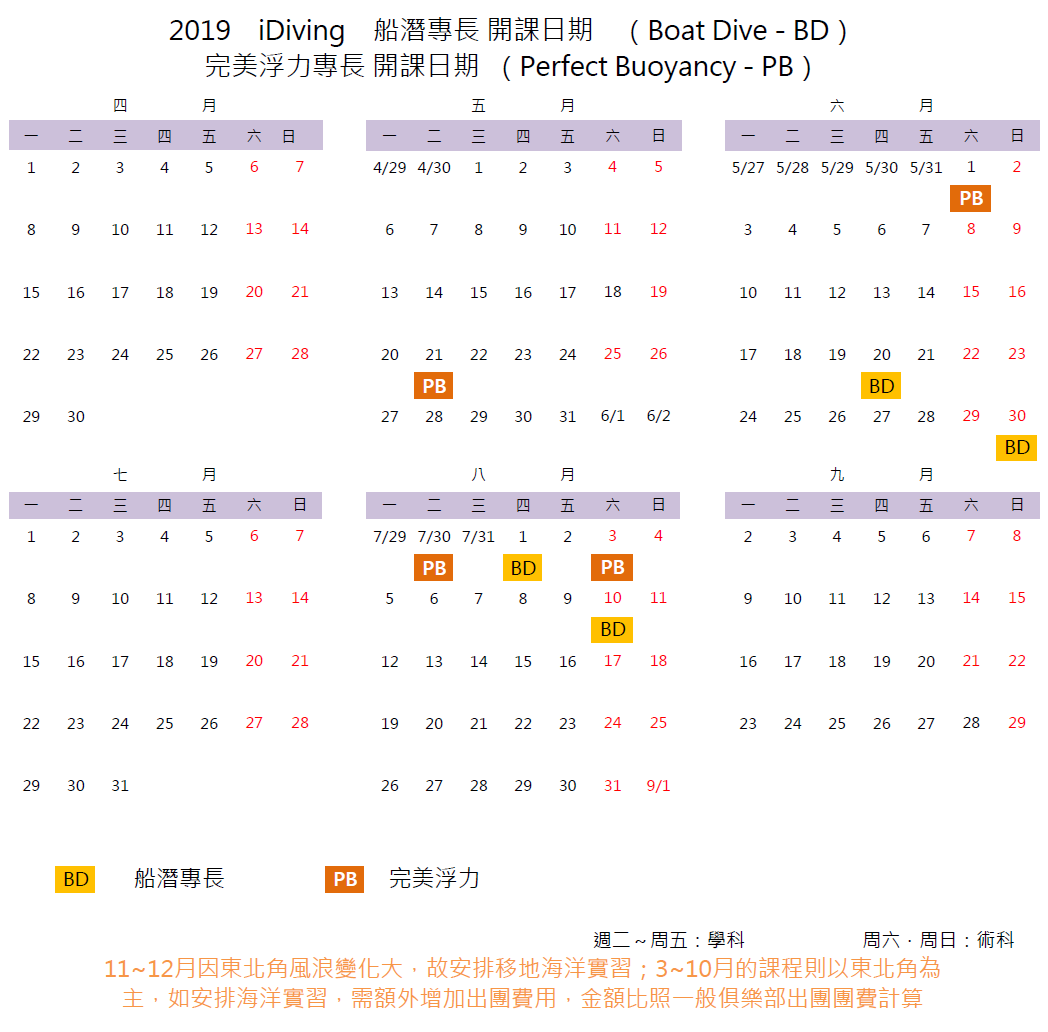 2019 iDiving 船潛專長 開課日期 （ Boat Dive - BD ）
完美浮力專長 開課日期 （ Perfect Buoyancy - PB ）
四 月 五 月 六 月
一 二 三 四 五 六 日 一 二 三 四 五 六 日 一 二 三 四 五 六 日
1 2 3 4 5 6 7 4/29 4/30 1 2 3 4 5 5/27 5/28 5/29 5/30 5/31 1 2
PB
8 9 10 11 12 13 14 6 7 8 9 10 11 12 3 4 5 6 7 8 9
15 16 17 18 19 20 21 13 14 15 16 17 18 19 10 11 12 13 14 15 16
22 23 24 25 26 27 28 20 21 22 23 24 25 26 17 18 19 20 21 22 23
PB BD
29 30 27 28 29 30 31 6/1 6/2 24 25 26 27 28 29 30
BD
七 月 八 月 九 月
一 二 三 四 五 六 日 一 二 三 四 五 六 日 一 二 三 四 五 六 日
1 2 3 4 5 6 7 7/29 7/30 7/31 1 2 3 4 2 3 4 5 6 7 8
PB BD PB
8 9 10 11 12 13 14 5 6 7 8 9 10 11 9 10 11 12 13 14 15
BD
15 16 17 18 19 20 21 12 13 14 15 16 17 18 16 17 18 19 20 21 22
22 23 24 25 26 27 28 19 20 21 22 23 24 25 23 24 25 26 27 28 29
29 30 31 26 27 28 29 30 31 9/1
BD 船潛專長 PB 完美浮力
週二～周五：學科 周六．周日：術科
11~12月因東北角風浪變化大，故安排移地海洋實習；3~10月的課程則以東北角為
主，如安排海洋實習，需額外增加出團費用，金額比照一般俱樂部出團團費計算